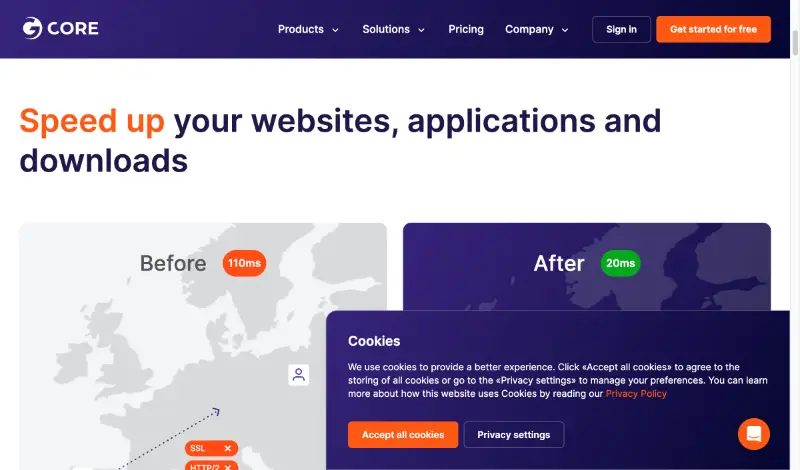 CORE
Products
Solutions
Pricing
Company
Sign in
Get started for free
Speed up your websites, applications and
downloads
Before
110ms
After
20ms
SSL
HTTP/2
Cookies
We use cookies to provide a better experience. Click «Accept all cookies» to agree to the
storing of all cookies or go to the «Privacy settings» to manage your preferences. You can learn
more about how this website uses Cookies by reading our Privacy Policy
Accept all cookies
Privacy settings